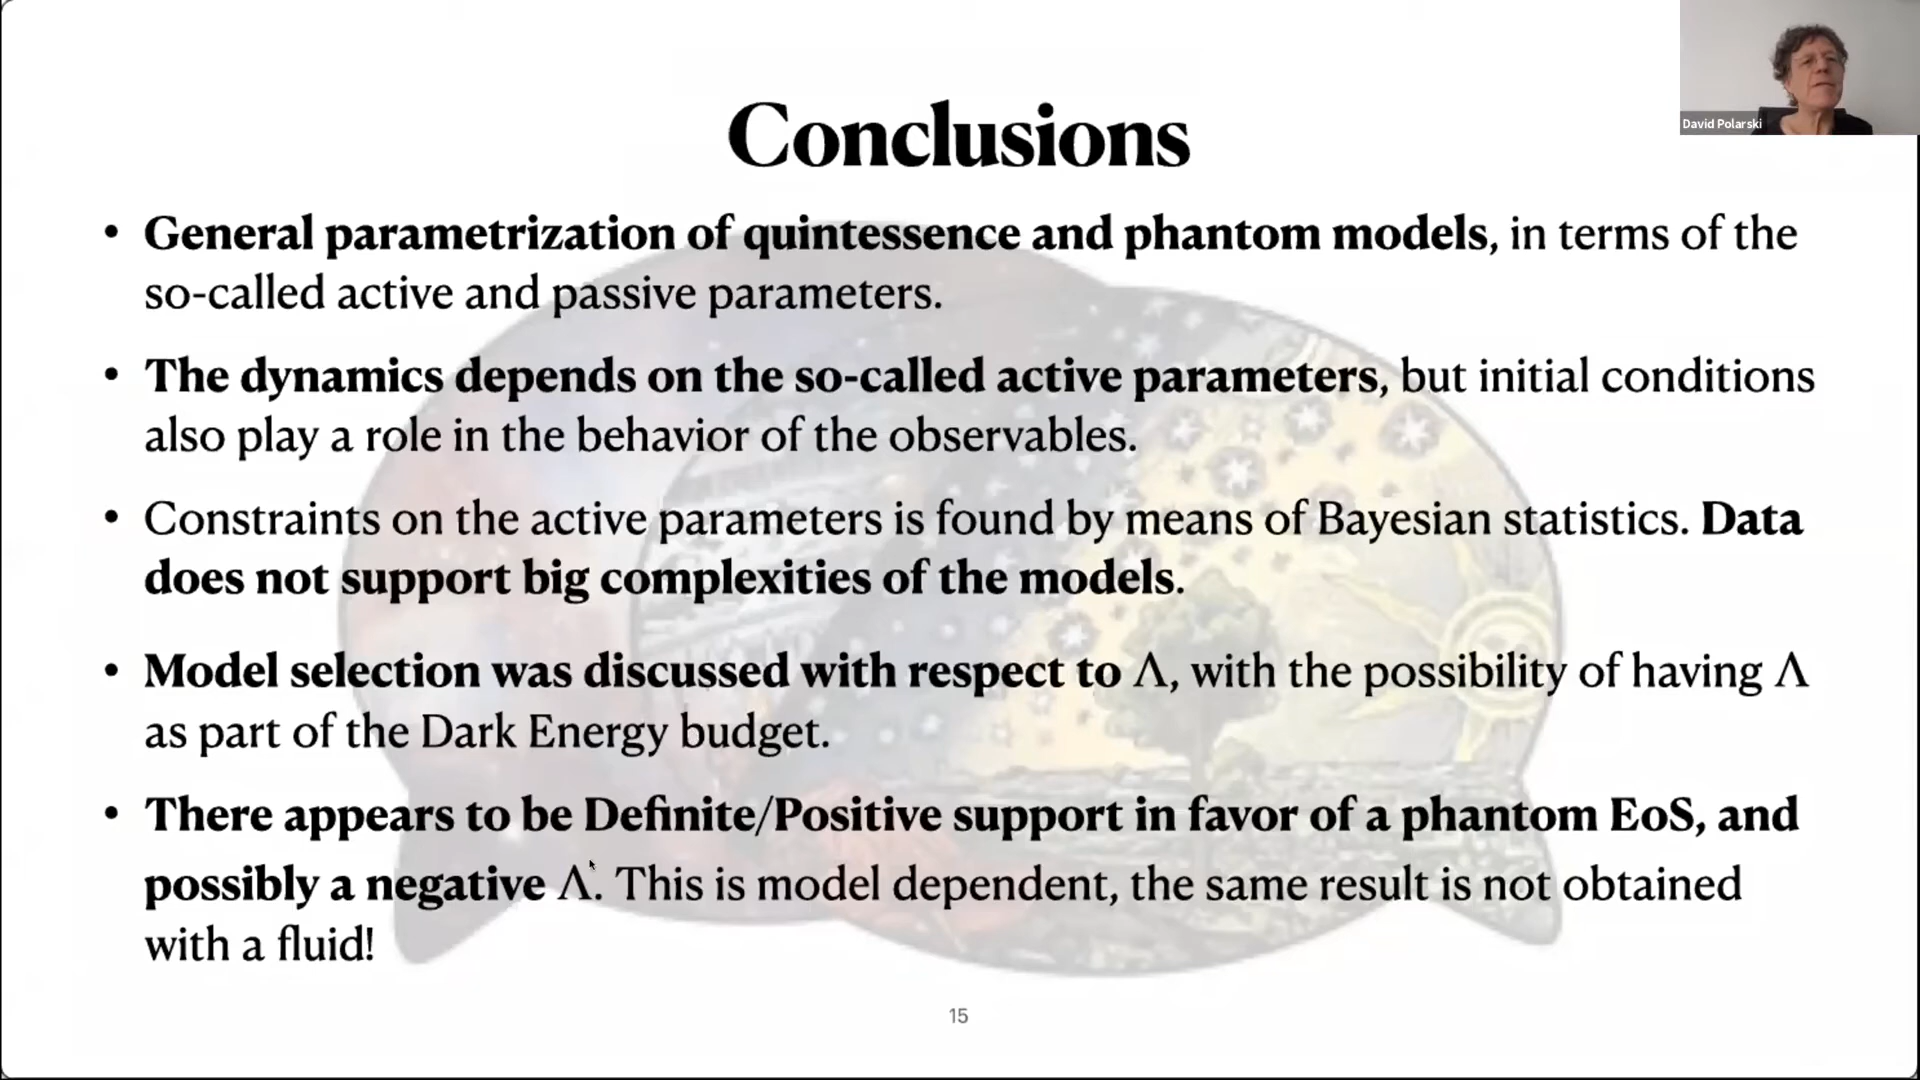 David Polarski
Conclusions
• General parametrization of quintessence and phantom models, in terms of the
so-called active and passive parameters.
• The dynamics depends on the so-called active parameters, but initial conditions
also play a role in the behavior of the observables.
• Constraints on the active parameters is found by means of Bayesian statistics. Data
does not support big complexities of the models.
• Model selection was discussed with respect to Λ, with the possibility of having Λ
as part of the Dark Energy budget.
• There appears to be Definite/Positive support in favor of a phantom EoS, and
possibly a negative Λ. This is model dependent, the same result is not obtained
with a fluid!
15